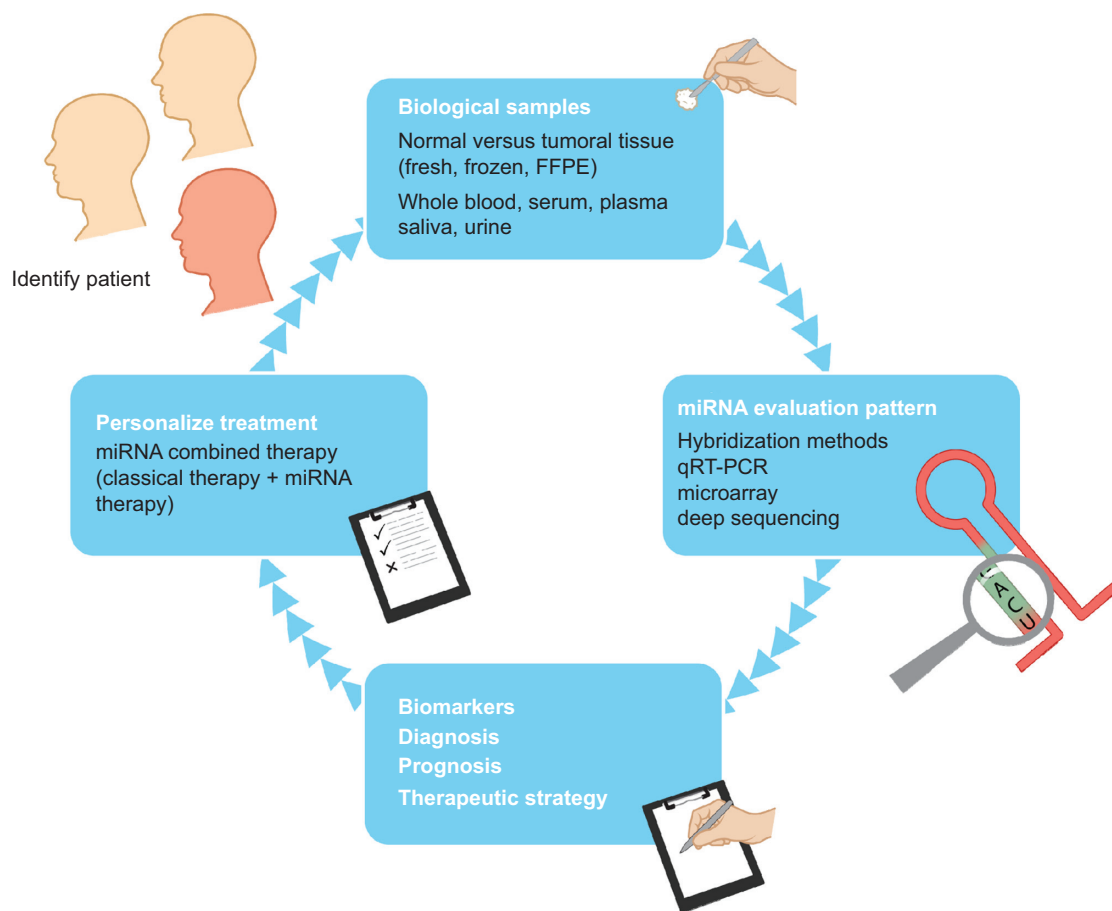 Biological samples
Normal versus tumoral tissue
(fresh, frozen, FFPE)
Whole blood, serum, plasma
saliva, urine
Identify patient
Personalize treatment
miRNA combined therapy
(classical therapy + miRNA
therapy)
miRNA evaluation pattern
Hybridization methods
qRT-PCR
microarray
deep sequencing
A
C
U
Biomarkers
Diagnosis
Prognosis
Therapeutic strategy